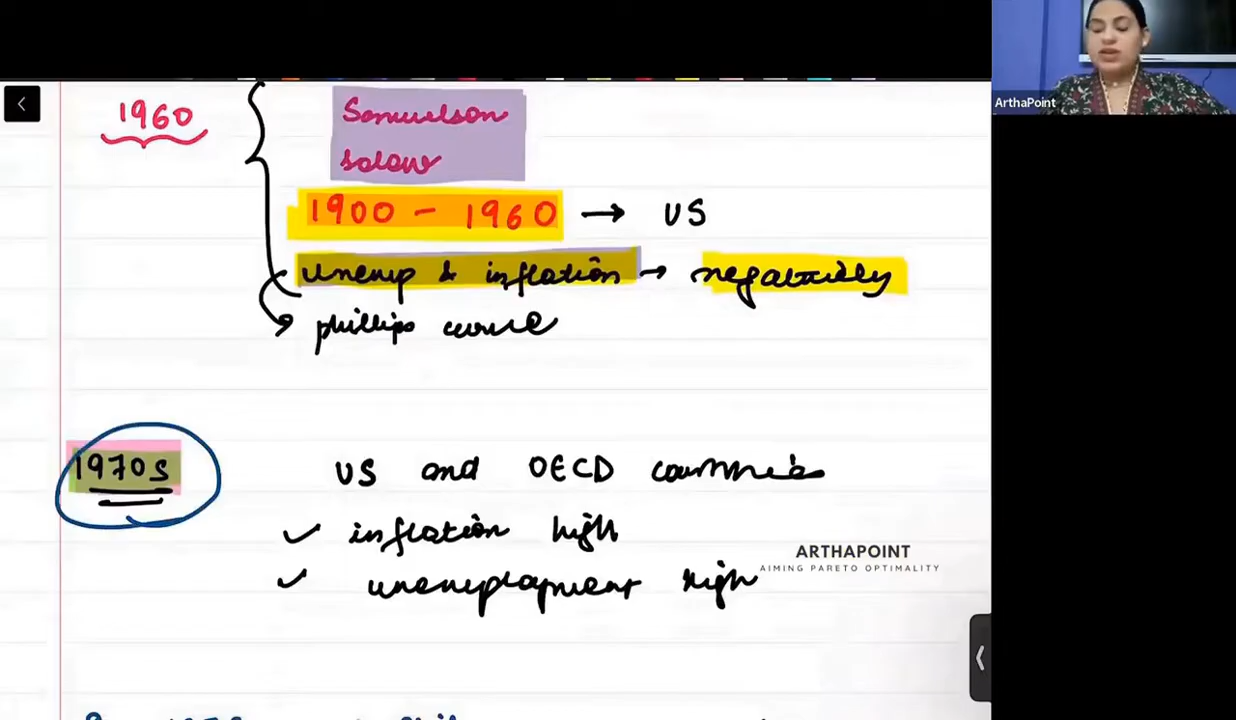 ArthaPoint
1960
Samuelson
Solow
1900 - 1960 → US
Unemp & inflation → negatively
phillips curve
1970s
US and OECD countries
✓ inflation high
✓ unemployment high
ARTHAPOINT
AIMING PARETO OPTIMALITY